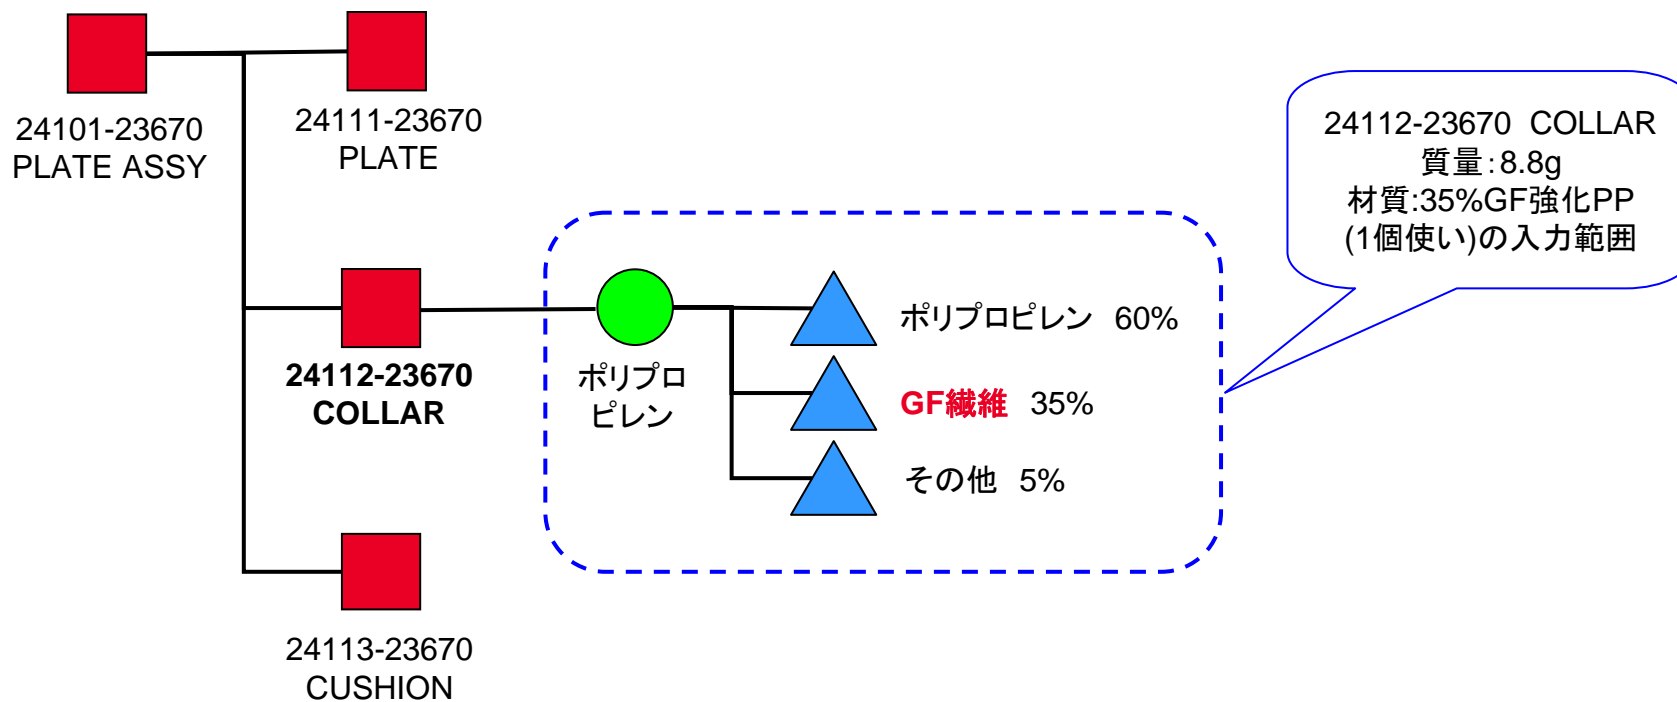 24101-23670
PLATE ASSY
24111-23670
PLATE
24112-23670 COLLAR
質量:8.8g
材質:35%GF強化PP
(1個使い)の入力範囲
24112-23670
COLLAR
ポリプロ
ピレン
ポリプロピレン 60%
GF繊維 35%
その他 5%
24113-23670
CUSHION